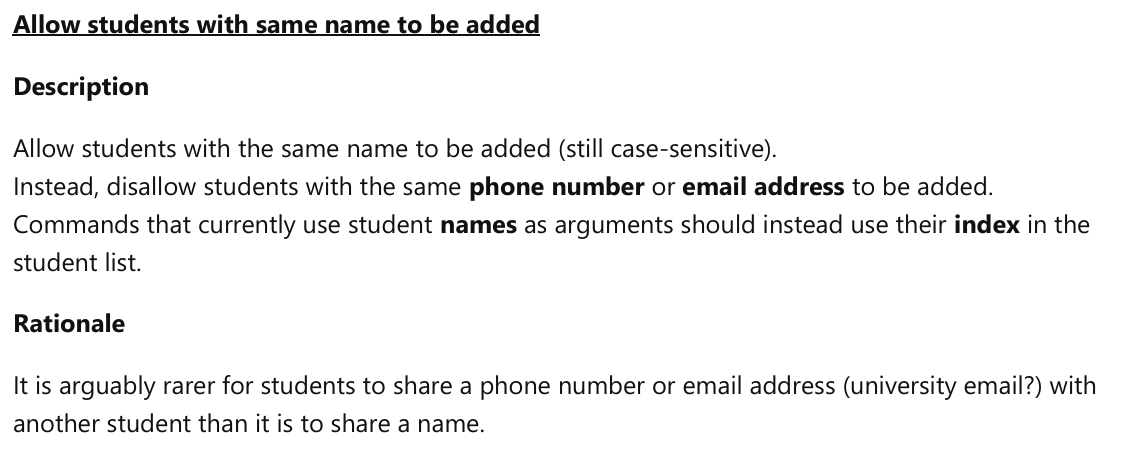 Allow students with same name to be added
Description
Allow students with the same name to be added (still case-sensitive).
Instead, disallow students with the same phone number or email address to be added.
Commands that currently use student names as arguments should instead use their index in the
student list.
Rationale
It is arguably rarer for students to share a phone number or email address (university email?) with
another student than it is to share a name.